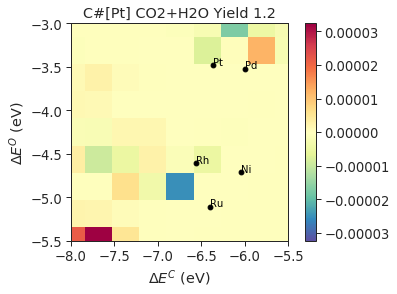 C#[Pt] CO2+H2O Yield 1.2
−3.0
−3.5
−4.0
−4.5
−5.0
−5.5
ΔE^O (eV)
Pt
Pd
Rh
Ni
Ru
−8.0 −7.5 −7.0 −6.5 −6.0 −5.5
ΔE^C (eV)
0.00003
0.00002
0.00001
0.00000
−0.00001
−0.00002
−0.00003